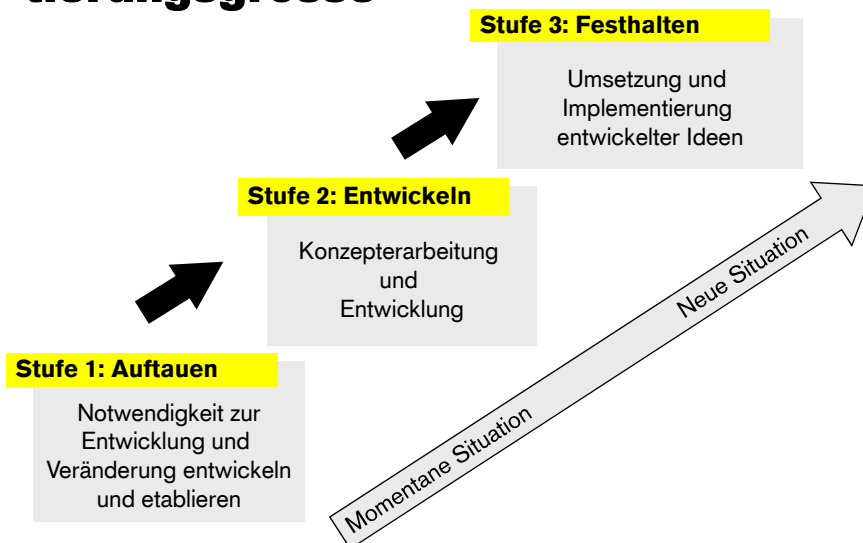 tierungsgrösse
Stufe 3: Festhalten
Umsetzung und
Implementierung
entwickelter Ideen
Stufe 2: Entwickeln
Konzepterarbeitung
und
Entwicklung
Stufe 1: Auftauen
Notwendigkeit zur
Entwicklung und
Veränderung entwickeln
und etablieren
Momentane Situation
Neue Situation